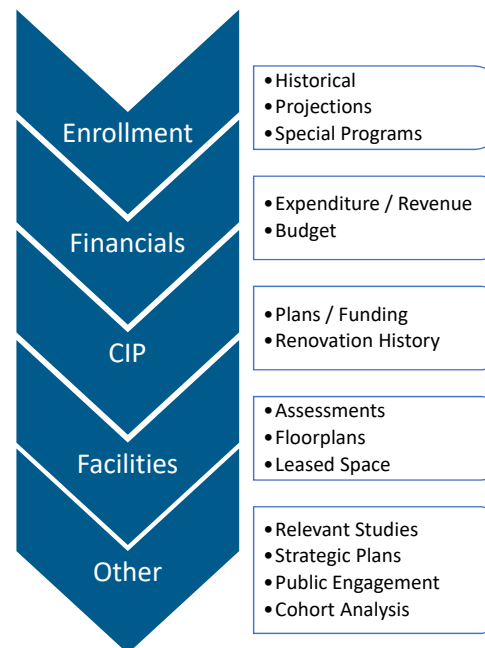 Enrollment
•Historical
•Projections
•Special Programs
Financials
•Expenditure / Revenue
•Budget
CIP
•Plans / Funding
•Renovation History
Facilities
•Assessments
•Floorplans
•Leased Space
Other
•Relevant Studies
•Strategic Plans
•Public Engagement
•Cohort Analysis